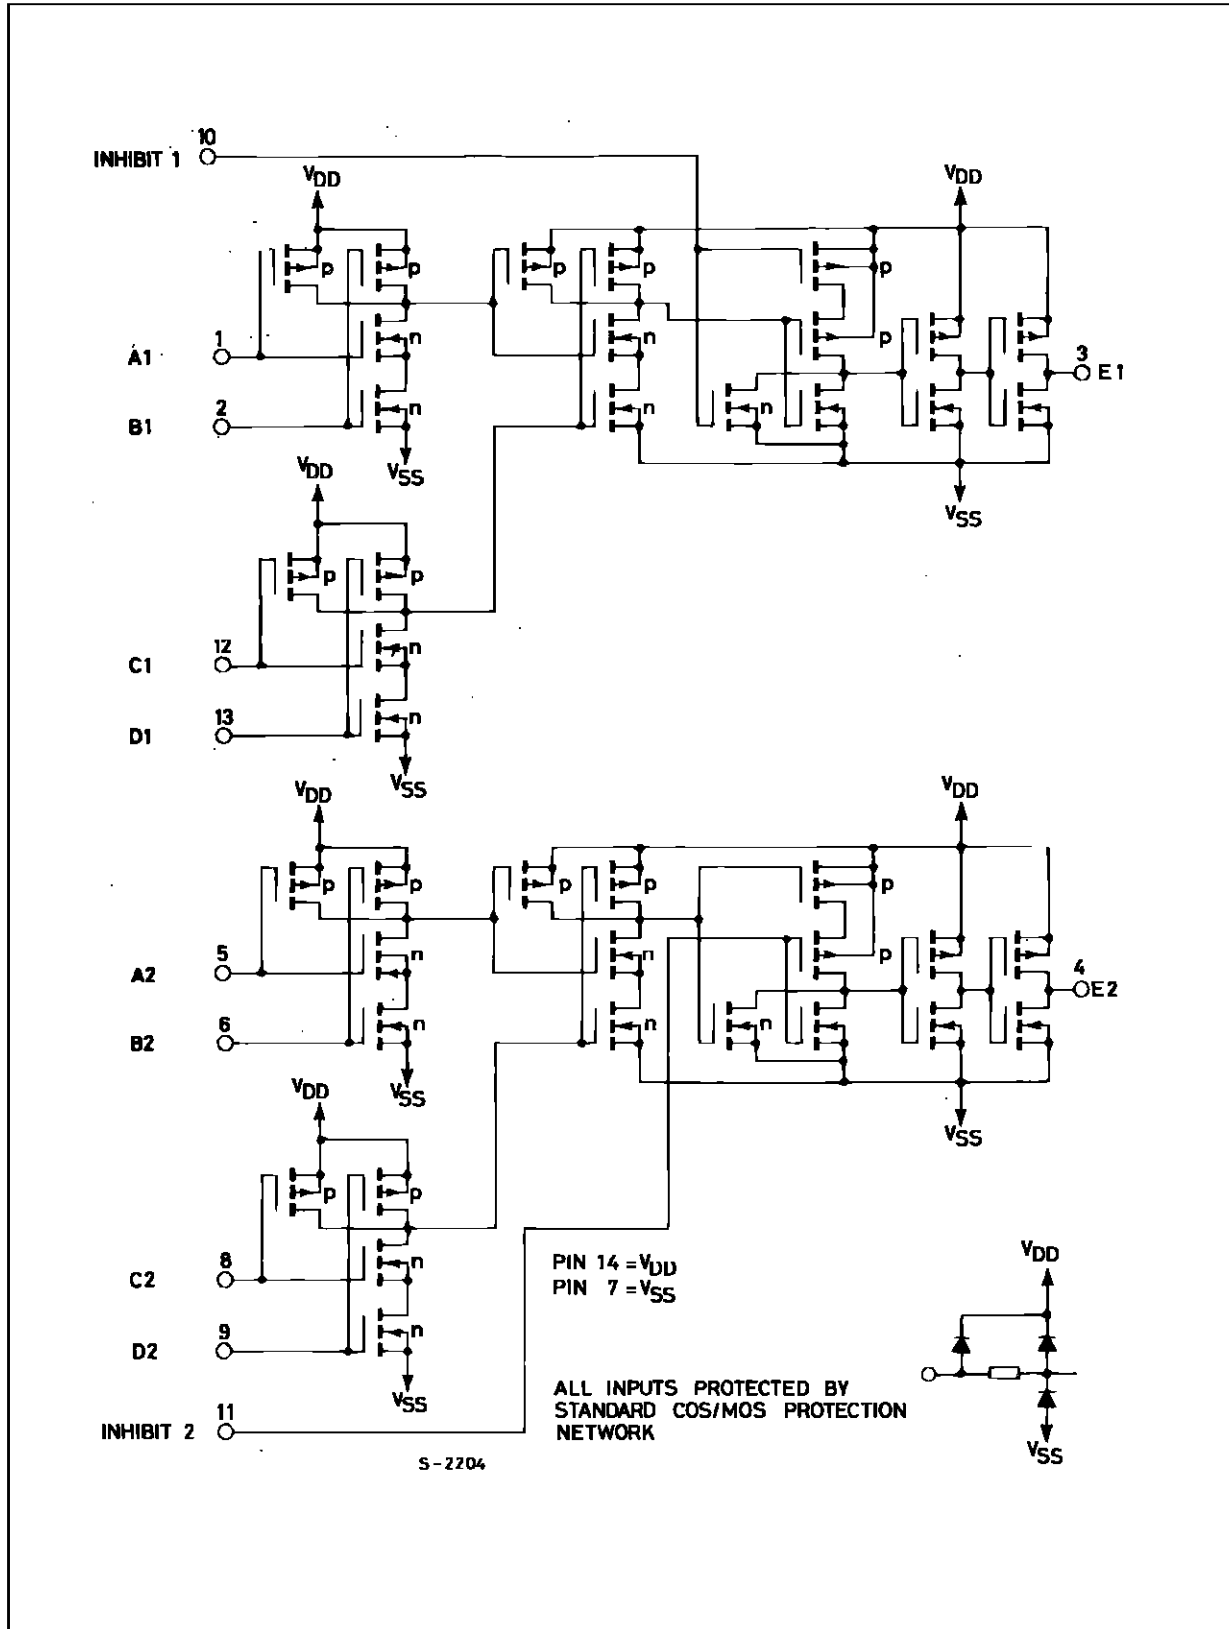 10
INHIBIT 1
VDD
VDD
p p p p p
n n
1
A1
p
3
E1
2
B1
n n n
VDD
VSS
VSS
p p
12
C1
n
13
D1
n
VSS
VDD
VDD
p p p p p
n n
5
A2
p
4
E2
6
B2
n n n
VDD
VSS
VSS
p p
8
C2
n
PIN 14 = VDD
PIN 7 = VSS
VDD
9
D2
n
VSS
11
INHIBIT 2
ALL INPUTS PROTECTED BY
STANDARD COS/MOS PROTECTION
NETWORK
VSS
S-2204